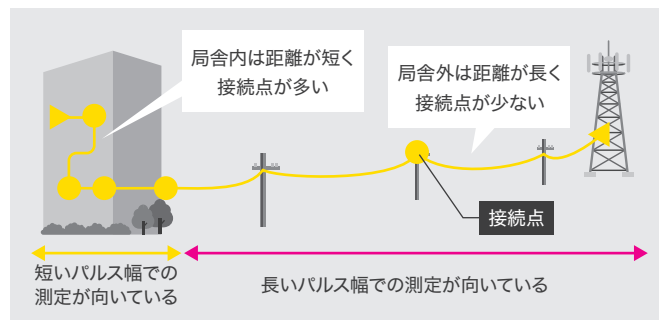 局舎内は距離が短く
接続点が多い
局舎外は距離が長く
接続点が少ない
接続点
短いパルス幅での
測定が向いている
長いパルス幅での測定が向いている